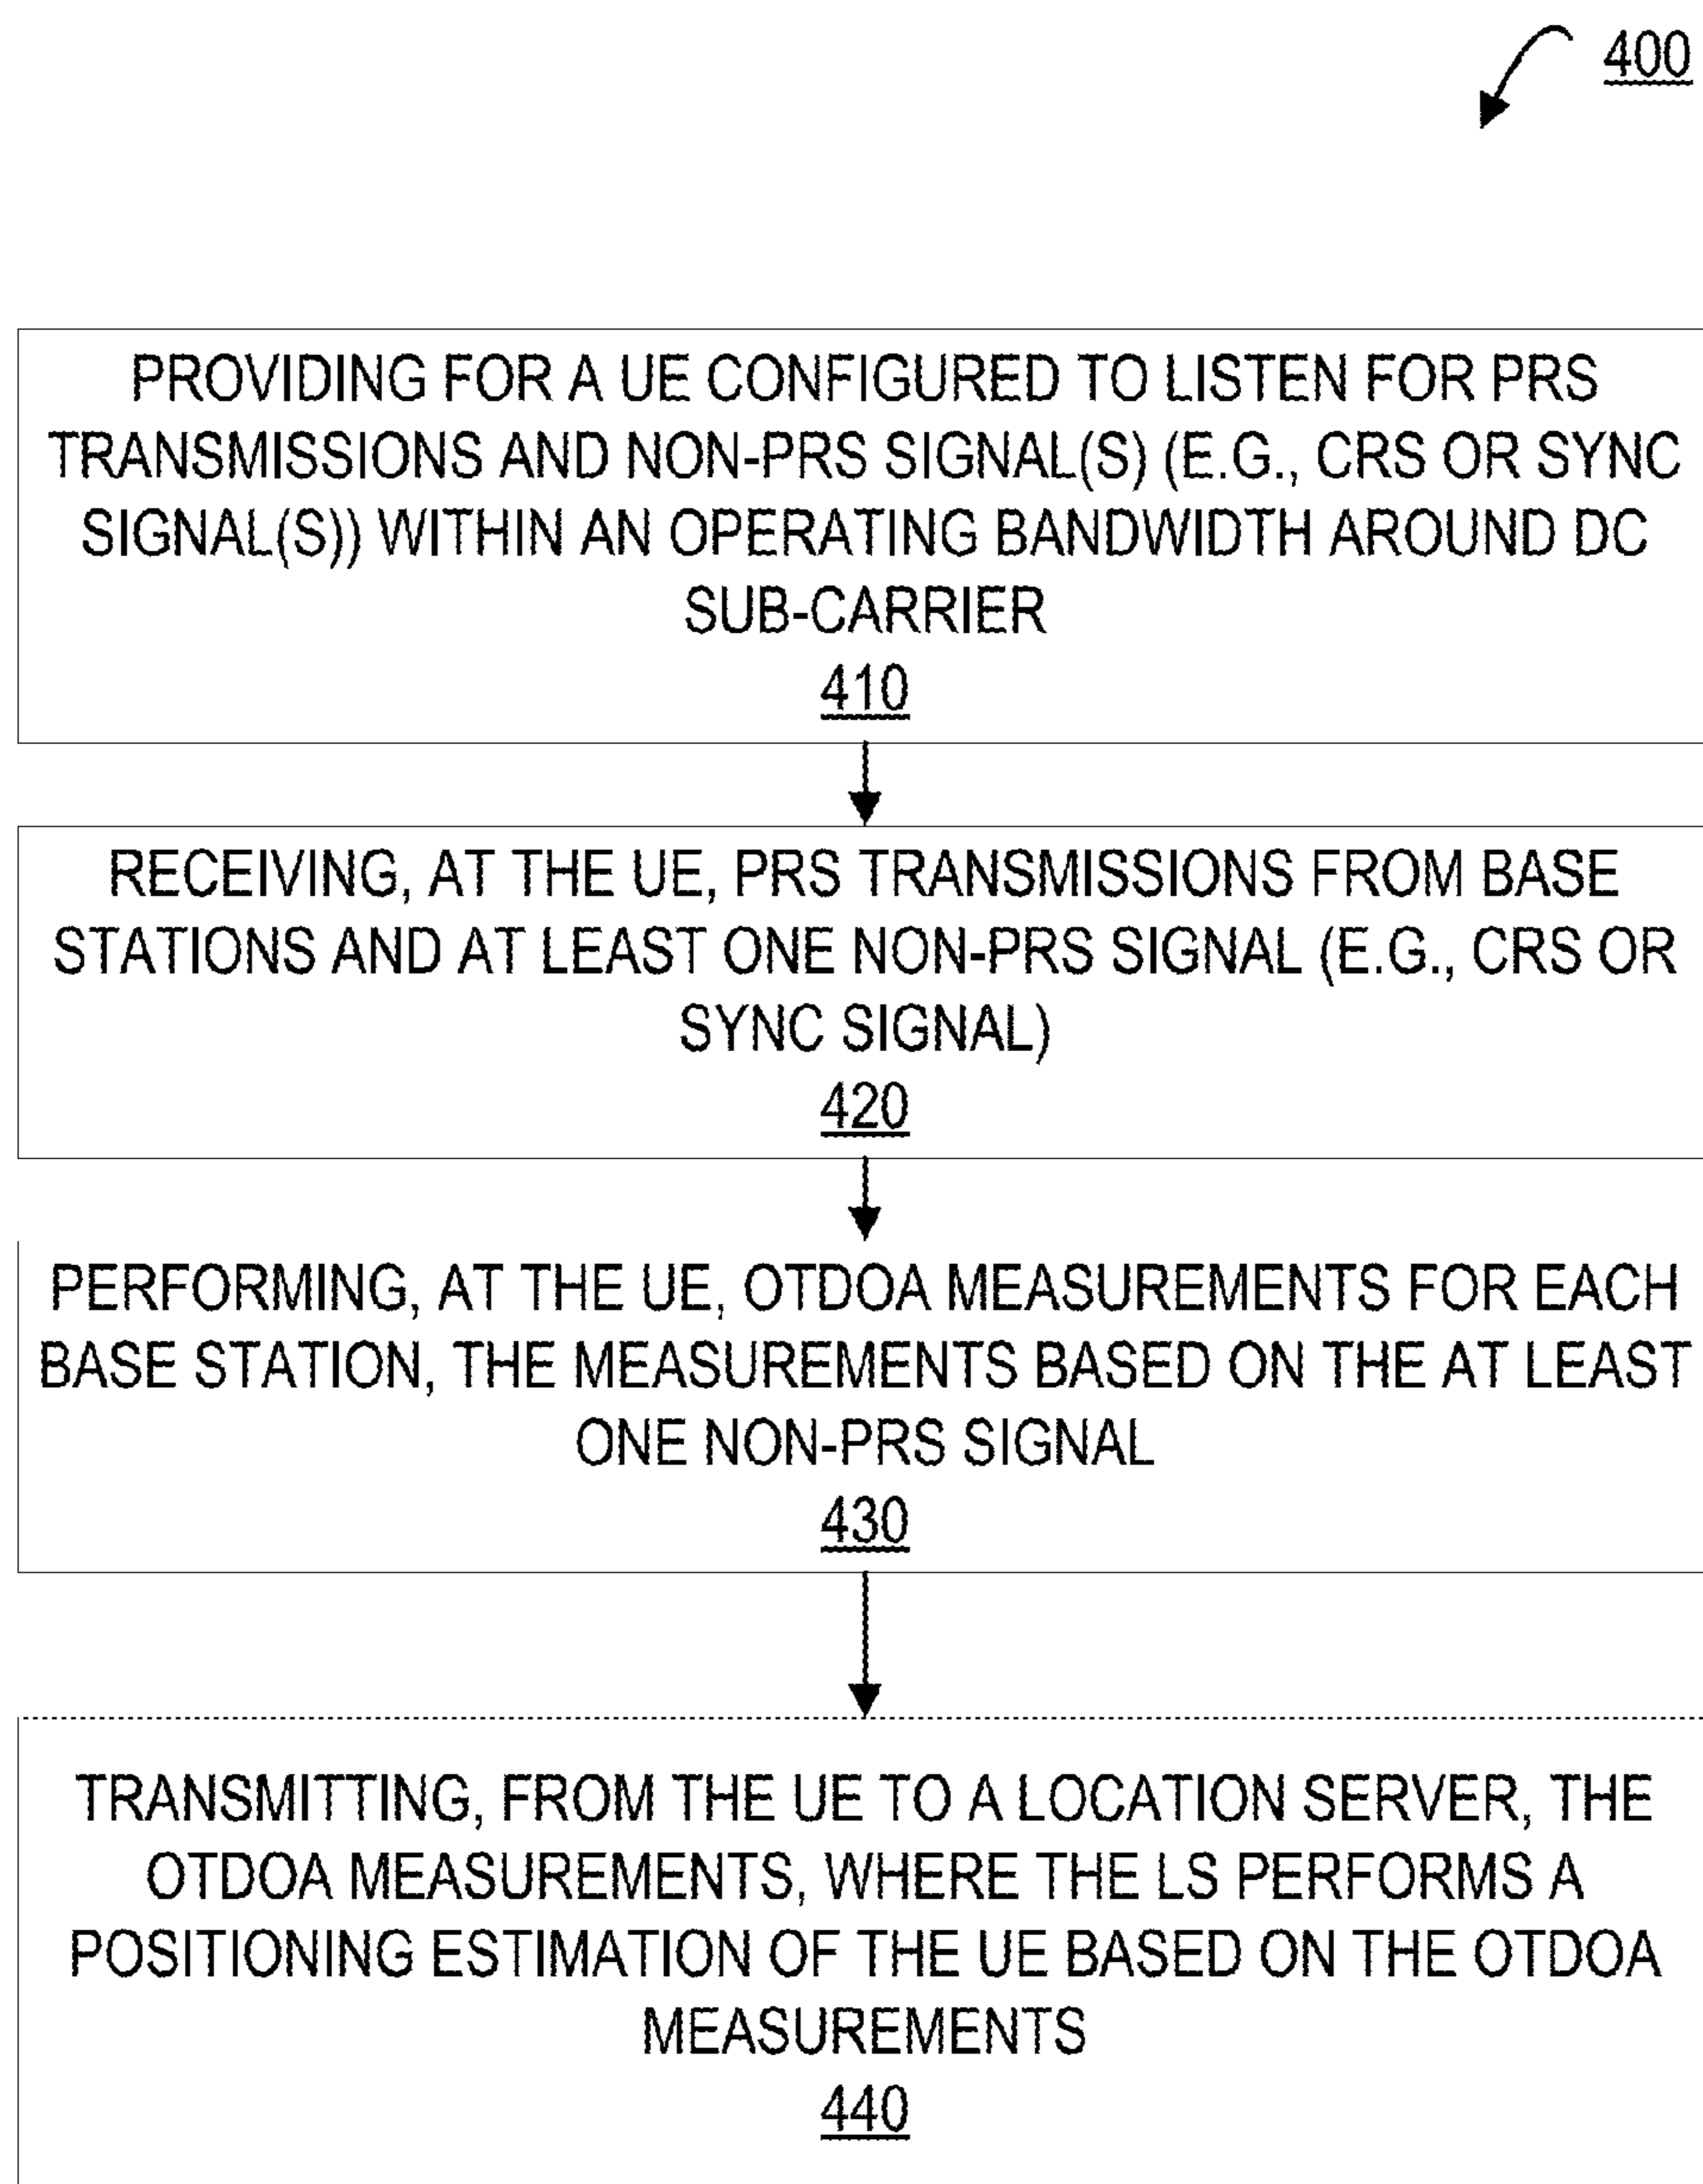 400
PROVIDING FOR A UE CONFIGURED TO LISTEN FOR PRS
TRANSMISSIONS AND NON-PRS SIGNAL(S) (E.G., CRS OR SYNC
SIGNAL(S)) WITHIN AN OPERATING BANDWIDTH AROUND DC
SUB-CARRIER
410
RECEIVING, AT THE UE, PRS TRANSMISSIONS FROM BASE
STATIONS AND AT LEAST ONE NON-PRS SIGNAL (E.G., CRS OR
SYNC SIGNAL)
420
PERFORMING, AT THE UE, OTDOA MEASUREMENTS FOR EACH
BASE STATION, THE MEASUREMENTS BASED ON THE AT LEAST
ONE NON-PRS SIGNAL
430
TRANSMITTING, FROM THE UE TO A LOCATION SERVER, THE
OTDOA MEASUREMENTS, WHERE THE LS PERFORMS A
POSITIONING ESTIMATION OF THE UE BASED ON THE OTDOA
MEASUREMENTS
440